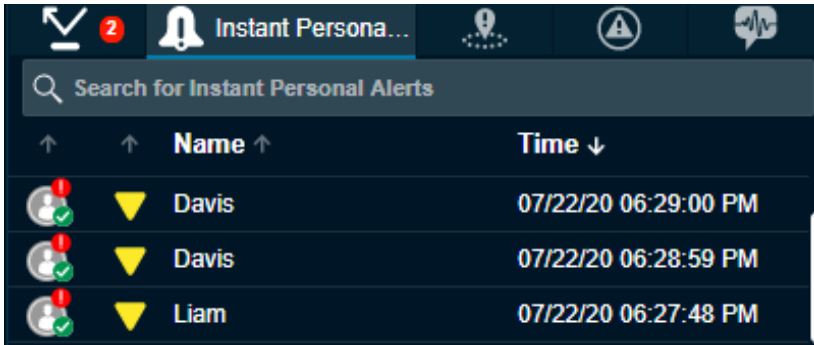 2 Instant Persona...
Search for Instant Personal Alerts
Name Time
Davis 07/22/20 06:29:00 PM
Davis 07/22/20 06:28:59 PM
Liam 07/22/20 06:27:48 PM